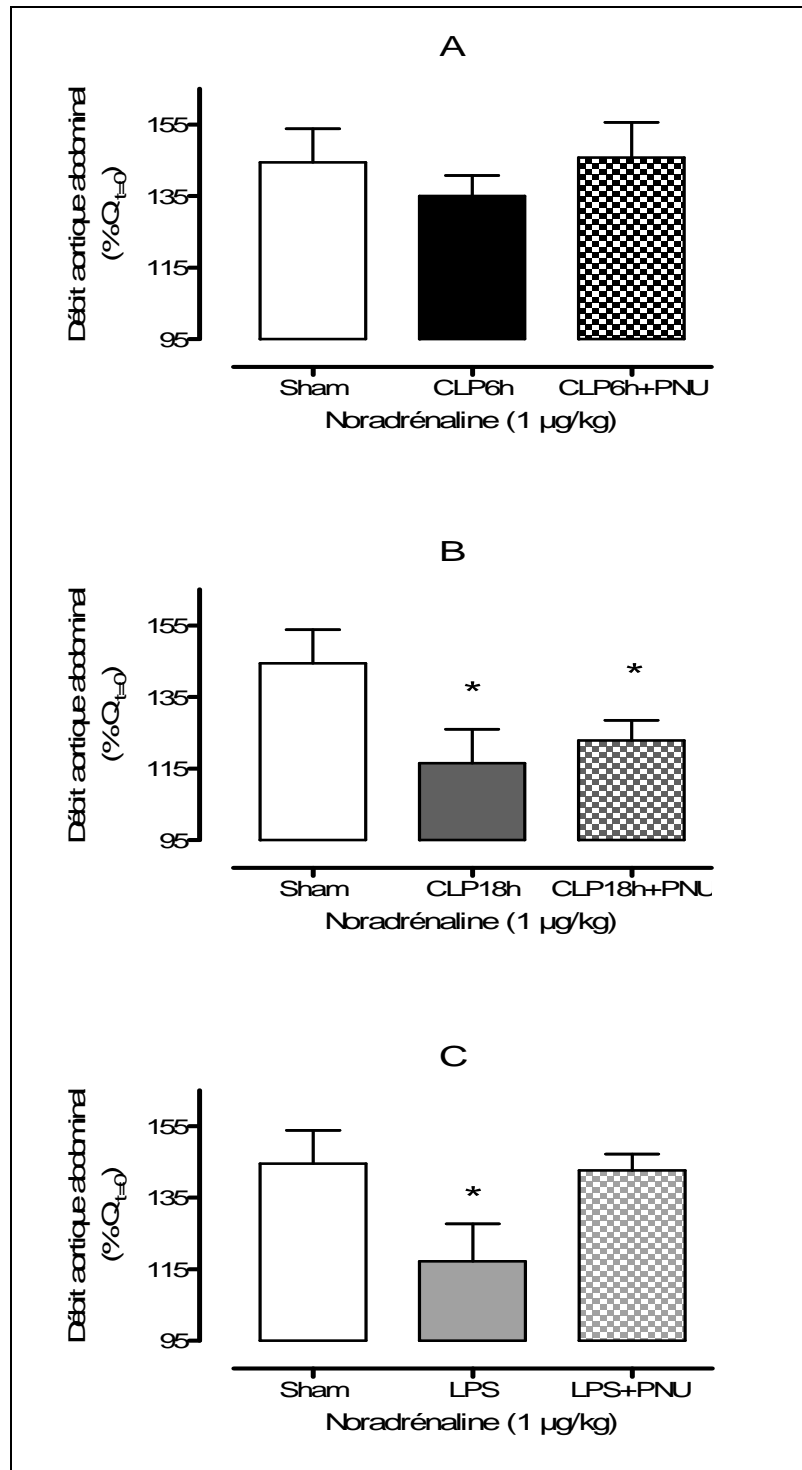 A
Débit aortique abdominal
(%Qt=0)
155
135
115
95
Sham CLP6h CLP6h+PNU
Noradrénaline (1 µg/kg)
B
Débit aortique abdominal
(%Qt=0)
155
135
115
95
* *
Sham CLP18h CLP18h+PNU
Noradrénaline (1 µg/kg)
C
Débit aortique abdominal
(%Qt=0)
155
135
115
95
*
Sham LPS LPS+PNU
Noradrénaline (1 µg/kg)